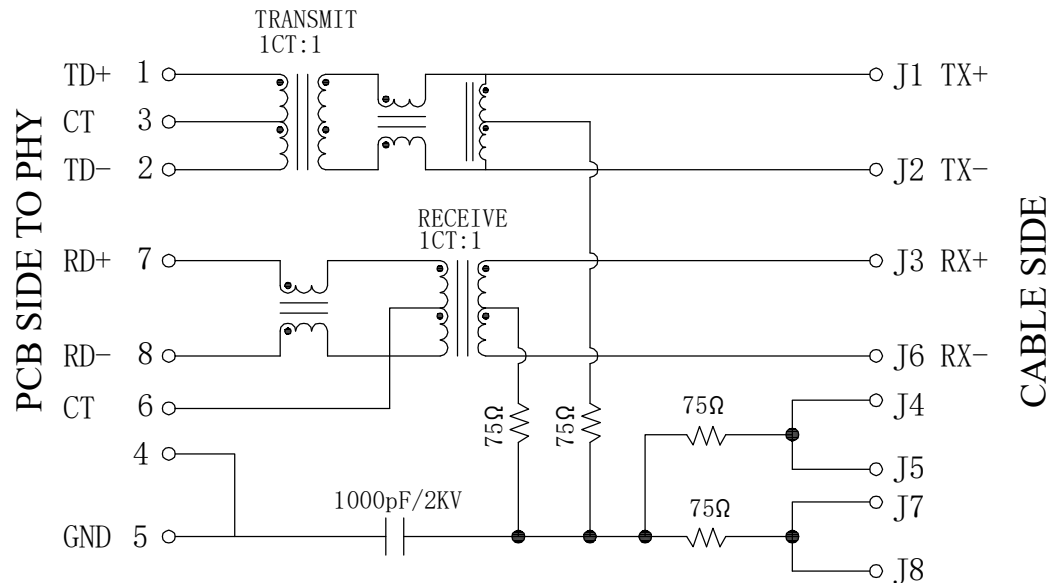 TRANSMIT
1CT:1
TD+ 1
J1 TX+
CT 3
TD- 2
J2 TX-
PCB SIDE TO PHY
CABLE SIDE
RECEIVE
1CT:1
RD+ 7
J3 RX+
RD- 8
J6 RX-
CT 6
75Ω
75Ω
75Ω
J4
4
J5
1000pF/2KV
75Ω
J7
GND 5
J8